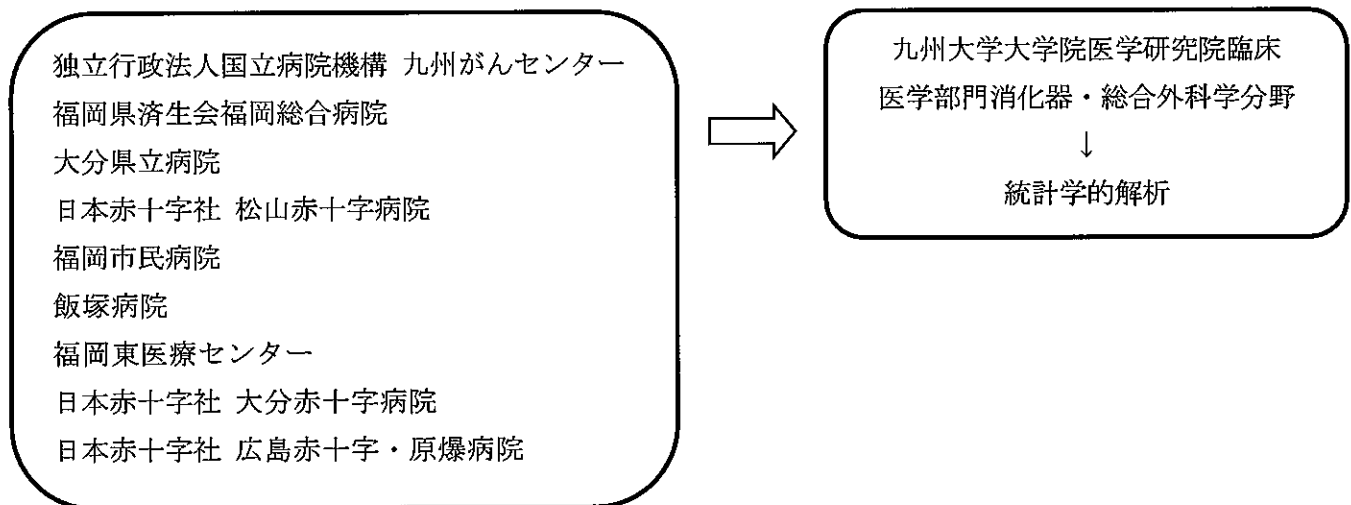 独立行政法人国立病院機構 九州がんセンター
福岡県済生会福岡総合病院
大分県立病院
日本赤十字社 松山赤十字病院
福岡市民病院
飯塚病院
福岡東医療センター
日本赤十字社 大分赤十字病院
日本赤十字社 広島赤十字・原爆病院
九州大学大学院医学研究院臨床
医学部門消化器・総合外科学分野
↓
統計学的解析